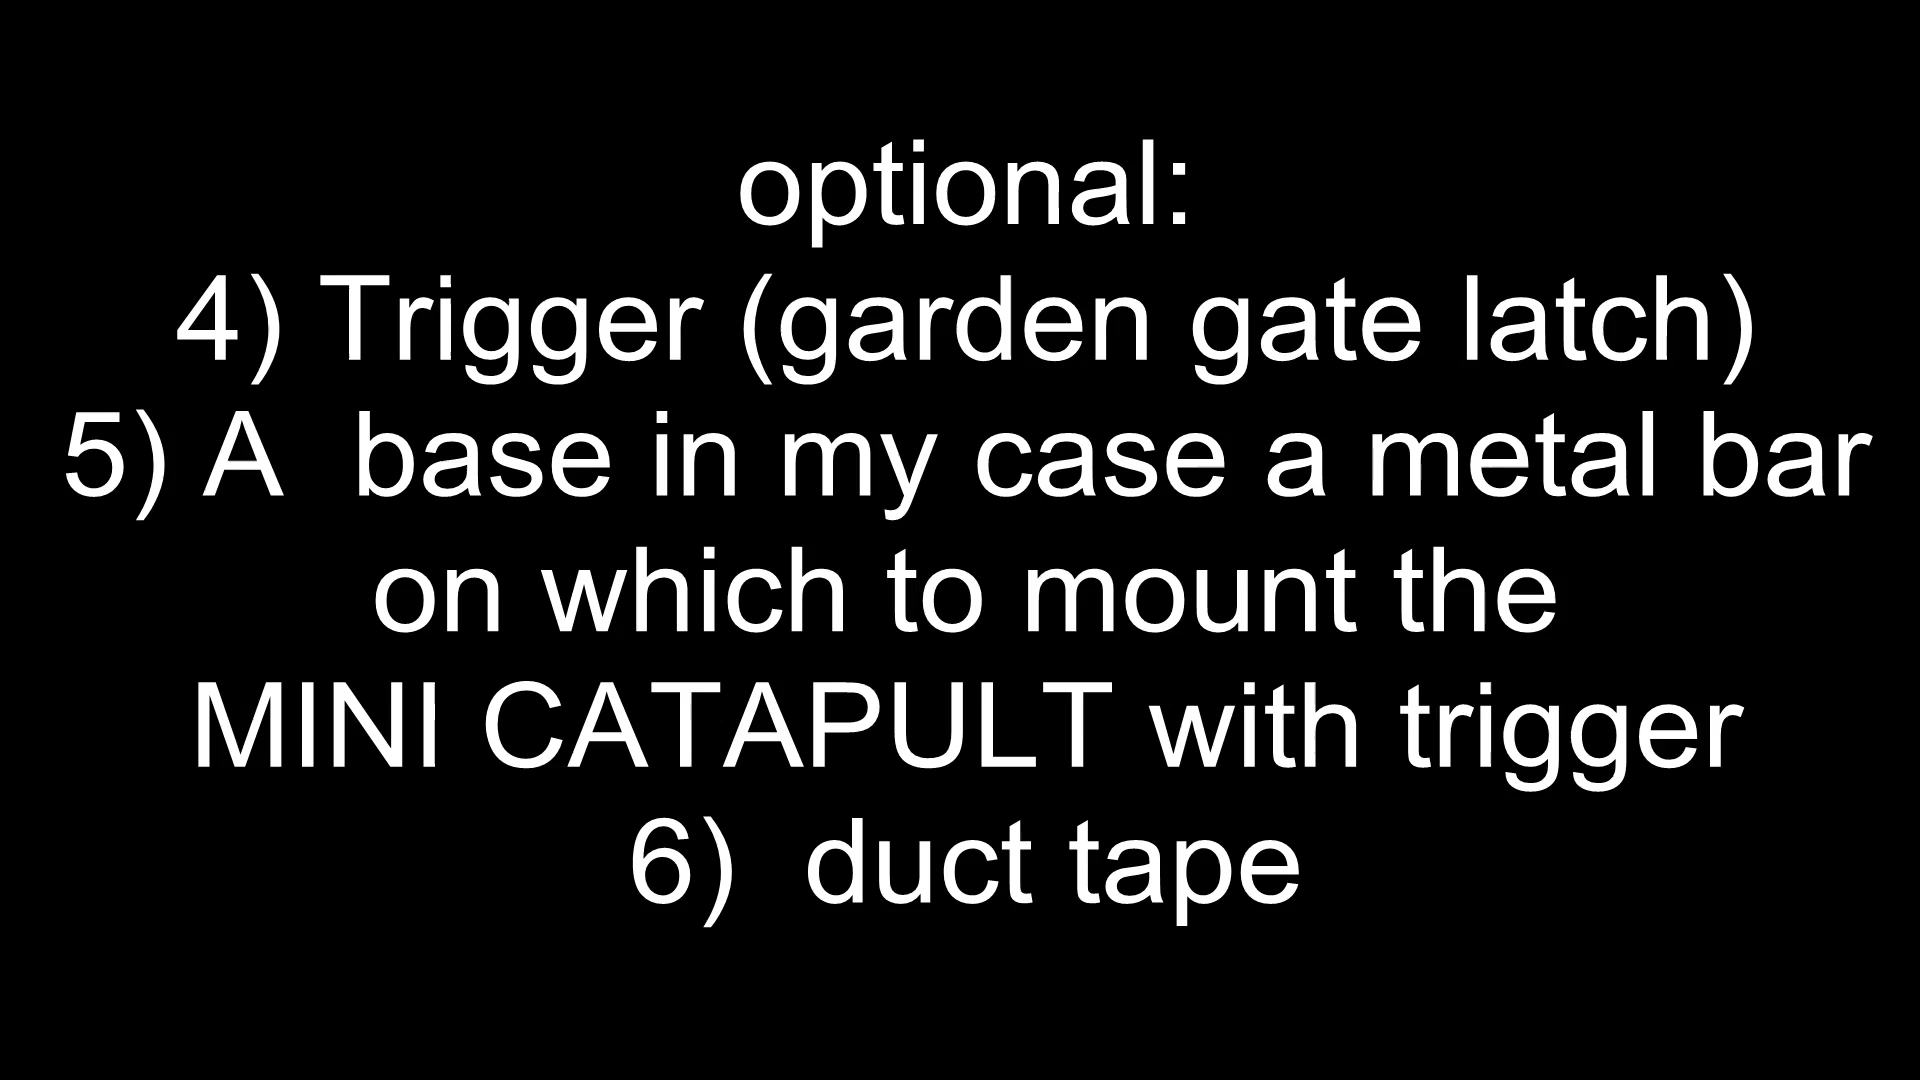 optional:
4) Trigger (garden gate latch)
5) A  base in my case a metal bar
on which to mount the
MINI CATAPULT with trigger
6)  duct tape